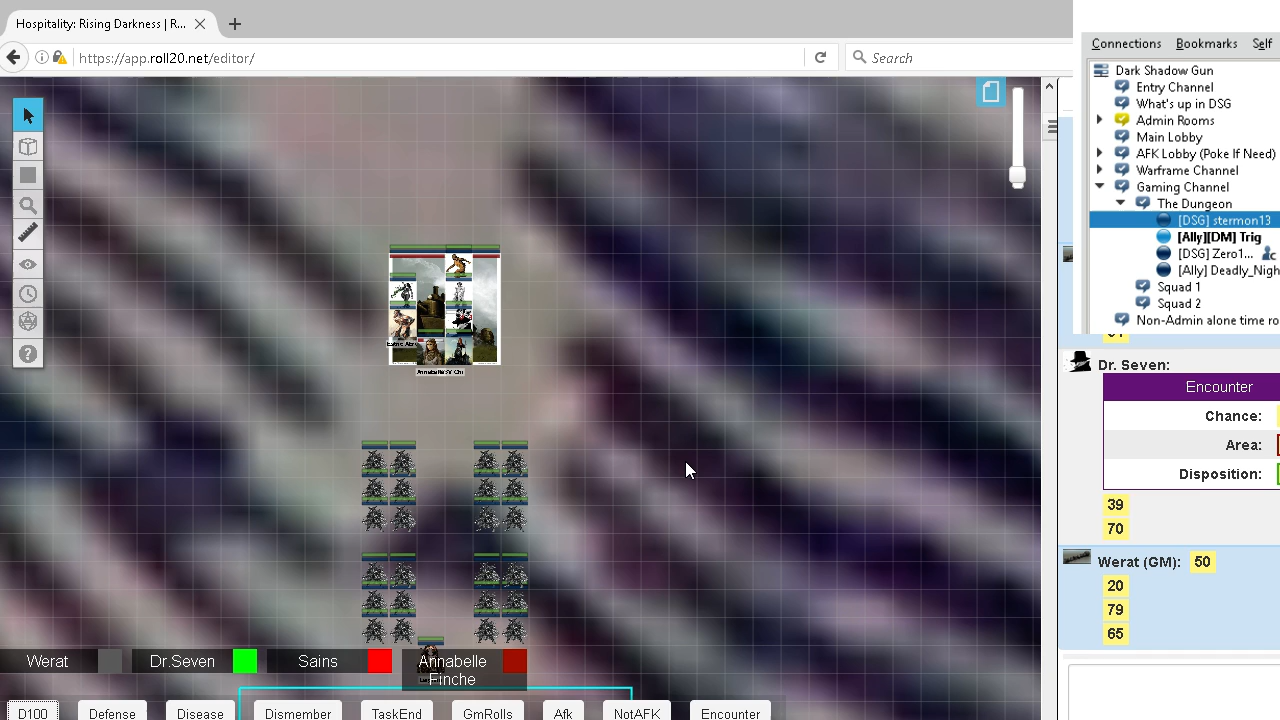 Hospitality: Rising Darkness | R...
https://app.roll20.net/editor/
Search
Connections Bookmarks Self
Dark Shadow Gun
Entry Channel
What's up in DSG
Admin Rooms
Main Lobby
AFK Lobby (Poke If Need)
Warframe Channel
Gaming Channel
The Dungeon
[DSG] stermon13
[Ally][DM] Trig
[DSG] Zero1...
[Ally] Deadly_Nigh
Squad 1
Squad 2
Non-Admin alone time ro
Dr. Seven:
Encounter
Chance:
Area:
Disposition:
39
70
Werat (GM): 50
20
79
65
Werat
Dr.Seven
Sains
Annabelle
Finche
D100
Defense
Disease
Dismember
TaskEnd
GmRolls
Afk
NotAFK
Encounter